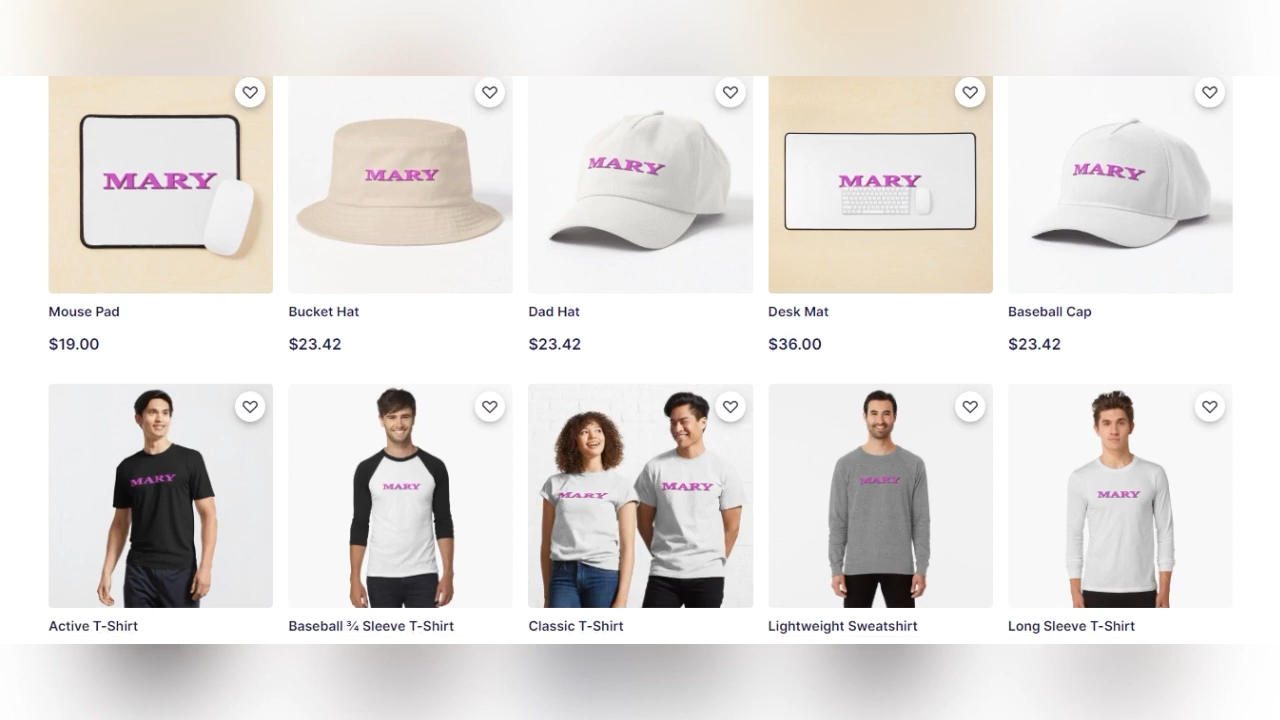 MARY
MARY
MARY
MARY
MARY
Mouse Pad
Bucket Hat
Dad Hat
Desk Mat
Baseball Cap
$19.00
$23.42
$23.42
$36.00
$23.42
MARY
MARY
MARY
MARY
MARY
MARY
Active T-Shirt
Baseball ¾ Sleeve T-Shirt
Classic T-Shirt
Lightweight Sweatshirt
Long Sleeve T-Shirt